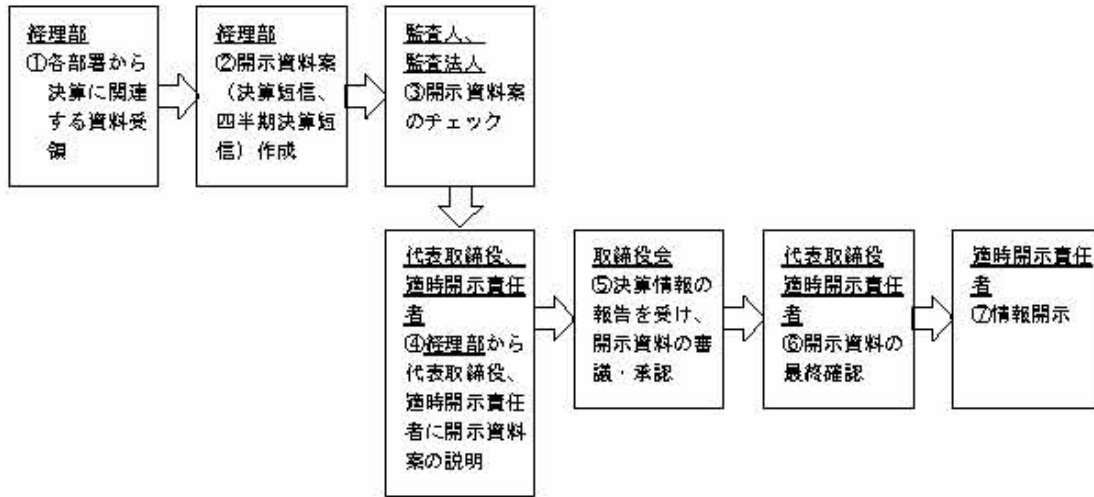 経理部
①各部署から
決算に関連
する資料受
領
経理部
②開示資料案
（決算短信、
四半期決算短
信）作成
監査人、
監査法人
③開示資料案
のチェック
代表取締役、
適時開示責任
者
④経理部から
代表取締役、
適時開示責任
者に開示資料
案の説明
取締役会
⑤決算情報の
報告を受け、
開示資料の審
議・承認
代表取締役
適時開示責任
者
⑥開示資料の
最終確認
適時開示責任
者
⑦情報開示